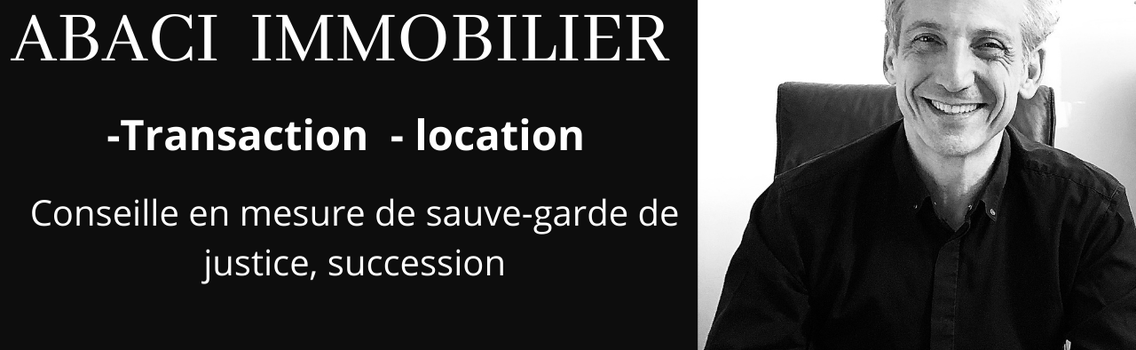 ABACI IMMOBILIER
-Transaction - location
Conseille en mesure de sauve-garde de
justice, succession